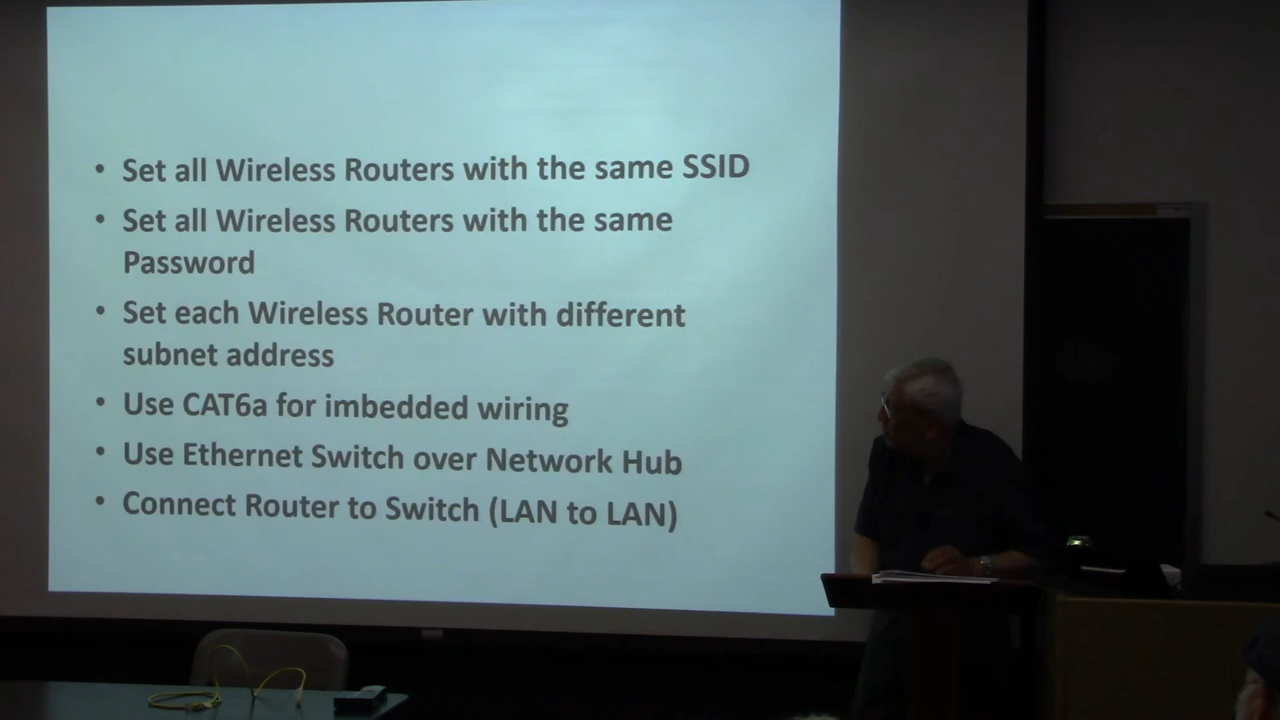 • Set all Wireless Routers with the same SSID
• Set all Wireless Routers with the same
Password
• Set each Wireless Router with different
subnet address
• Use CAT6a for imbedded wiring
• Use Ethernet Switch over Network Hub
• Connect Router to Switch (LAN to LAN)